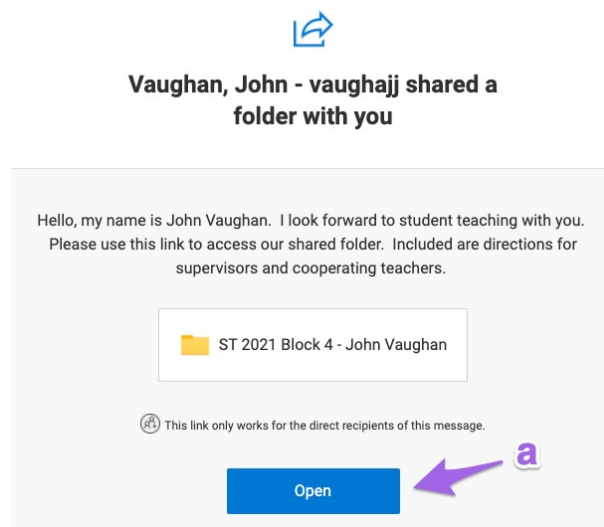 Vaughan, John - vaughajj shared a
folder with you
Hello, my name is John Vaughan.  I look forward to student teaching with you.
Please use this link to access our shared folder.  Included are directions for
supervisors and cooperating teachers.
ST 2021 Block 4 - John Vaughan
This link only works for the direct recipients of this message.
a
Open